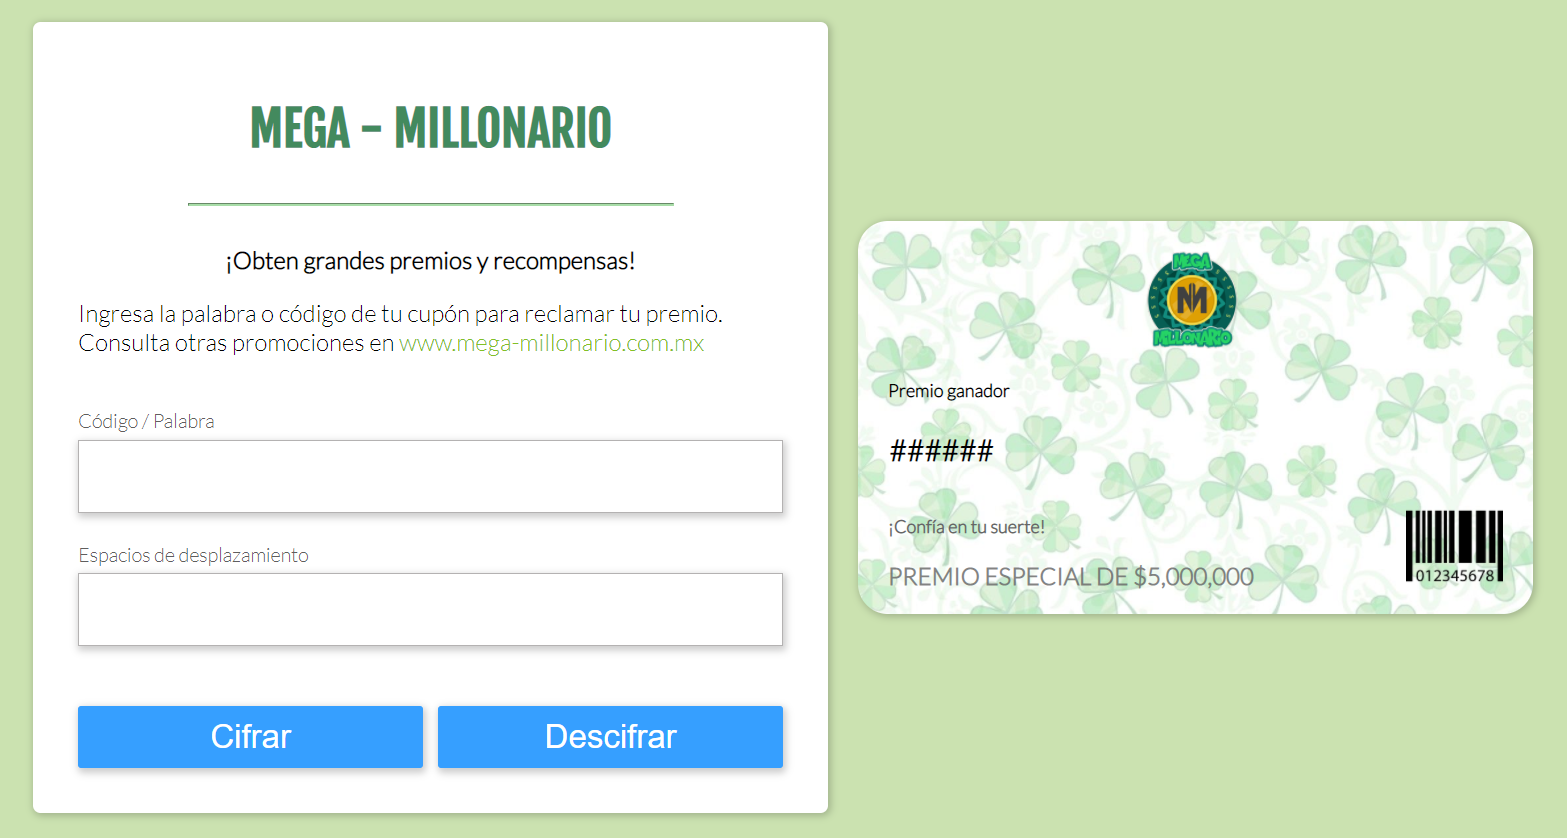 MEGA - MILLONARIO
¡Obten grandes premios y recompensas!
Ingresa la palabra o código de tu cupón para reclamar tu premio.
Consulta otras promociones en www.mega-millonario.com.mx
Código / Palabra
Espacios de desplazamiento
Cifrar
Descifrar
MEGA
M
MILLONARIO
Premio ganador
######
¡Confía en tu suerte!
PREMIO ESPECIAL DE $5,000,000
012345678